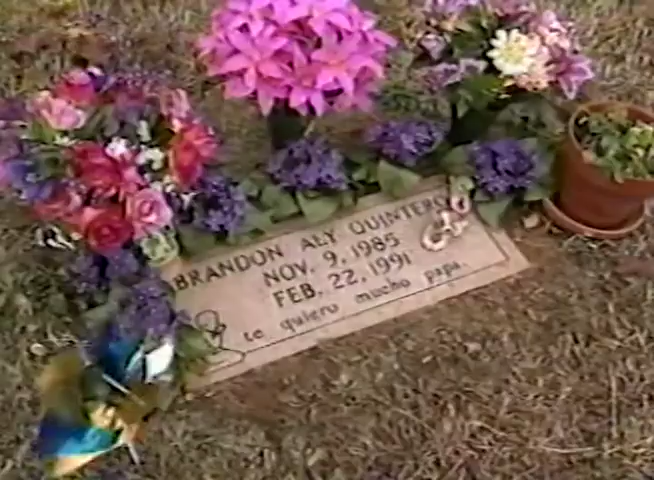 BRANDON ALY QUINTERO
NOV. 9, 1985
FEB. 22, 1991
te quiero mucho papa.